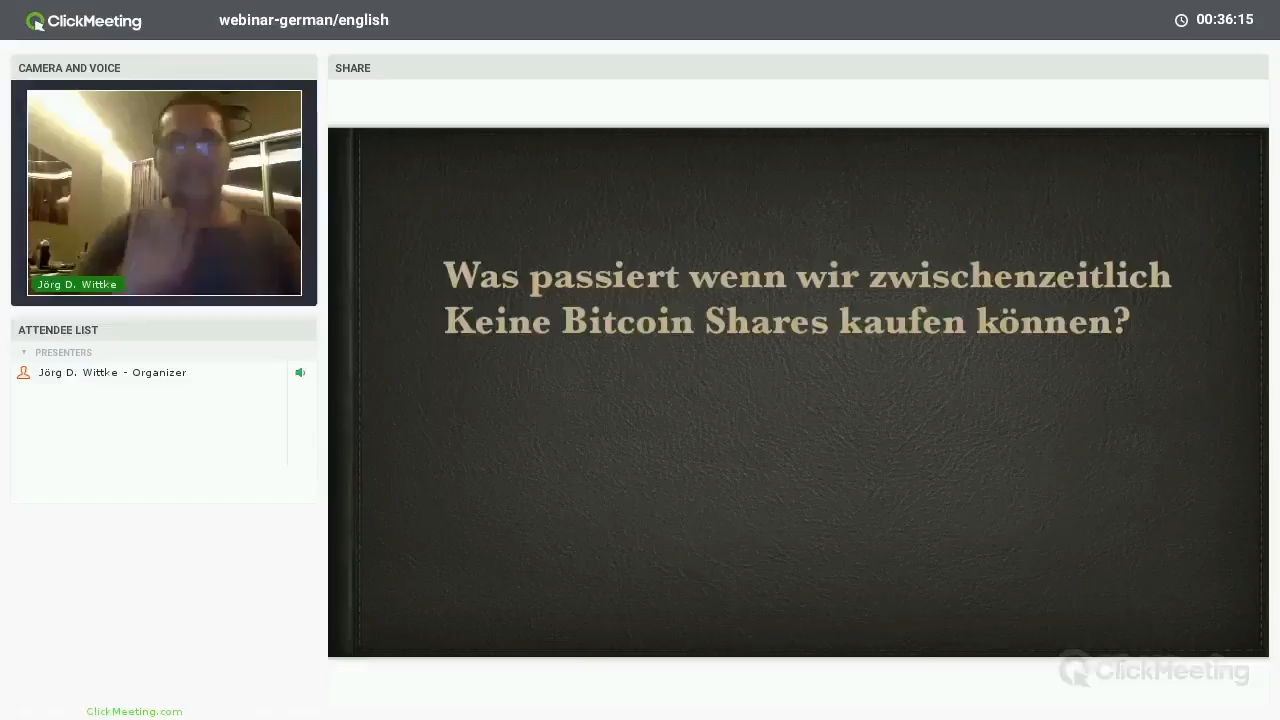 ClickMeeting
webinar-german/english
00:36:15
CAMERA AND VOICE
SHARE
Jörg D. Wittke
Was passiert wenn wir zwischenzeitlich
Keine Bitcoin Shares kaufen können?
ATTENDEE LIST
PRESENTERS
Jörg D. Wittke - Organizer
ClickMeeting
ClickMeeting.com